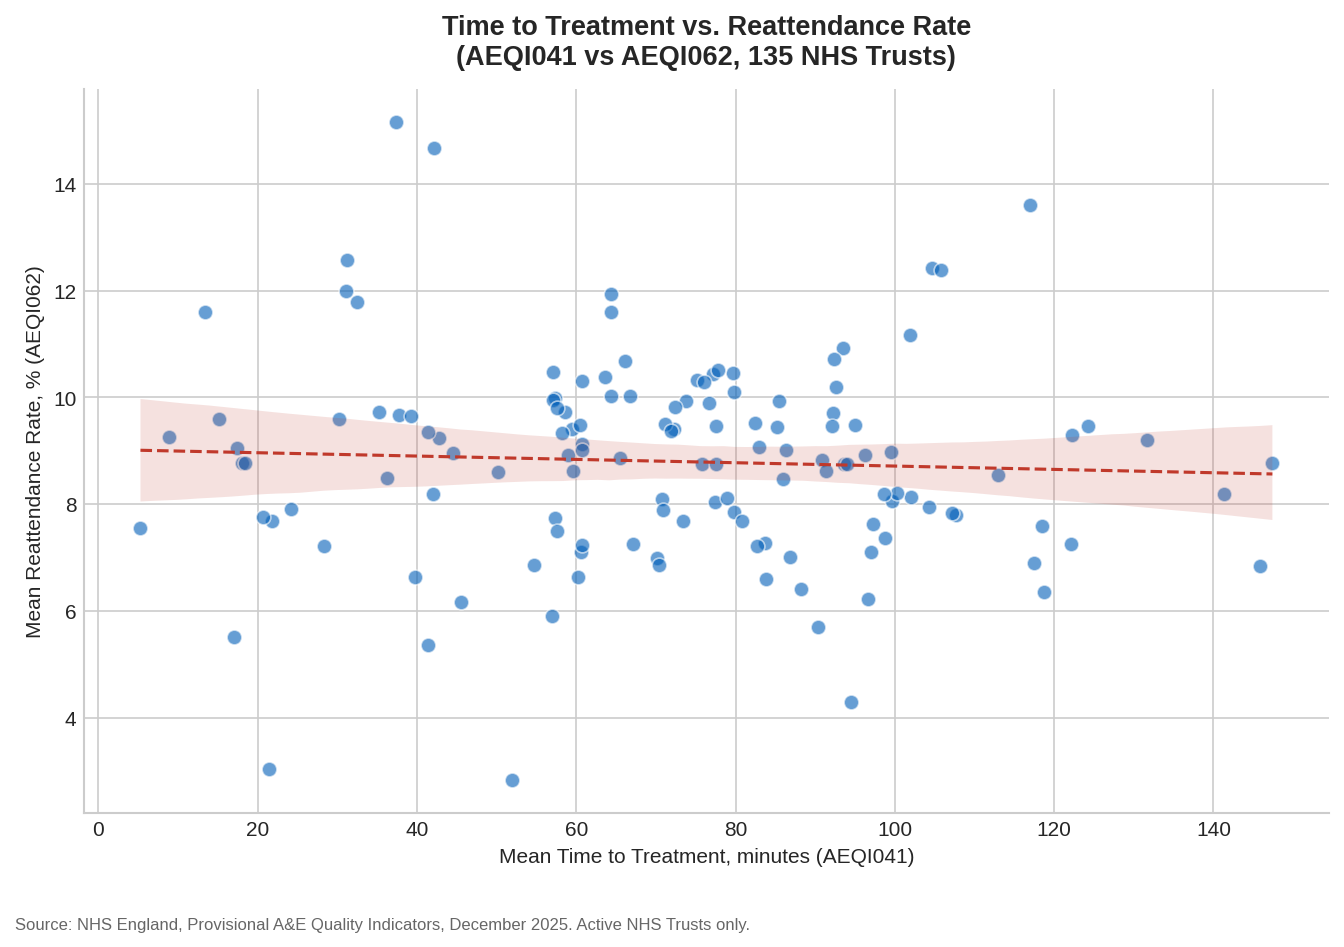 Time to Treatment vs. Reattendance Rate
(AEQI041 vs AEQI062, 135 NHS Trusts)
Mean Reattendance Rate, % (AEQI062)
14
12
10
8
6
4
0 20 40 60 80 100 120 140
Mean Time to Treatment, minutes (AEQI041)
Source: NHS England, Provisional A&E Quality Indicators, December 2025. Active NHS Trusts only.